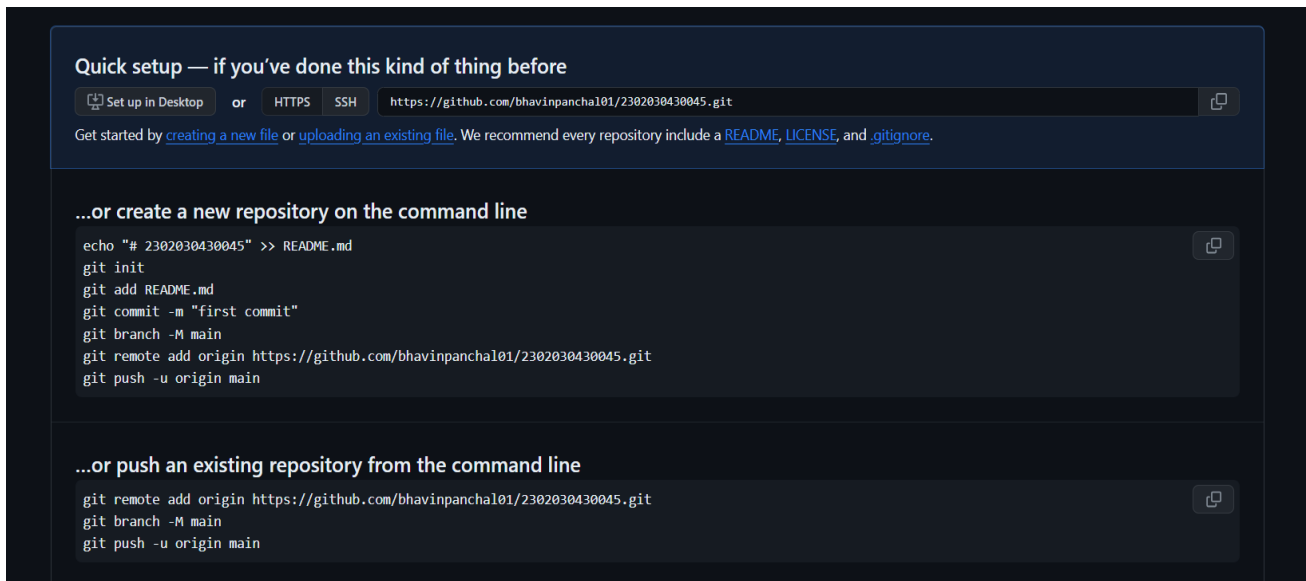 Quick setup — if you’ve done this kind of thing before
Set up in Desktop or HTTPS SSH https://github.com/bhavinpanchal01/2302030430045.git
Get started by creating a new file or uploading an existing file. We recommend every repository include a README, LICENSE, and .gitignore.
...or create a new repository on the command line
echo "# 2302030430045" >> README.md
git init
git add README.md
git commit -m "first commit"
git branch -M main
git remote add origin https://github.com/bhavinpanchal01/2302030430045.git
git push -u origin main
...or push an existing repository from the command line
git remote add origin https://github.com/bhavinpanchal01/2302030430045.git
git branch -M main
git push -u origin main